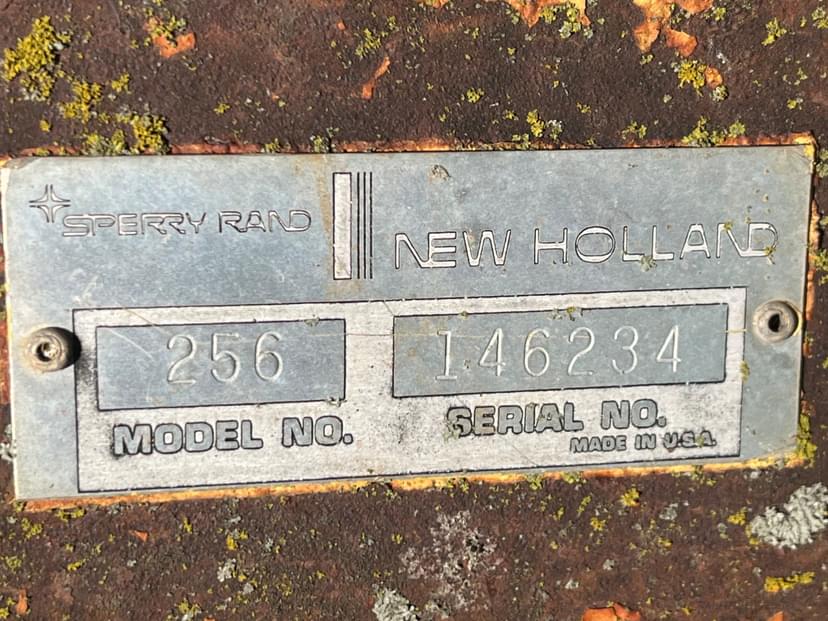 SPERRY RAND
NEW HOLLAND
256
146234
MODEL NO.
SERIAL NO.
MADE IN U.S.A.